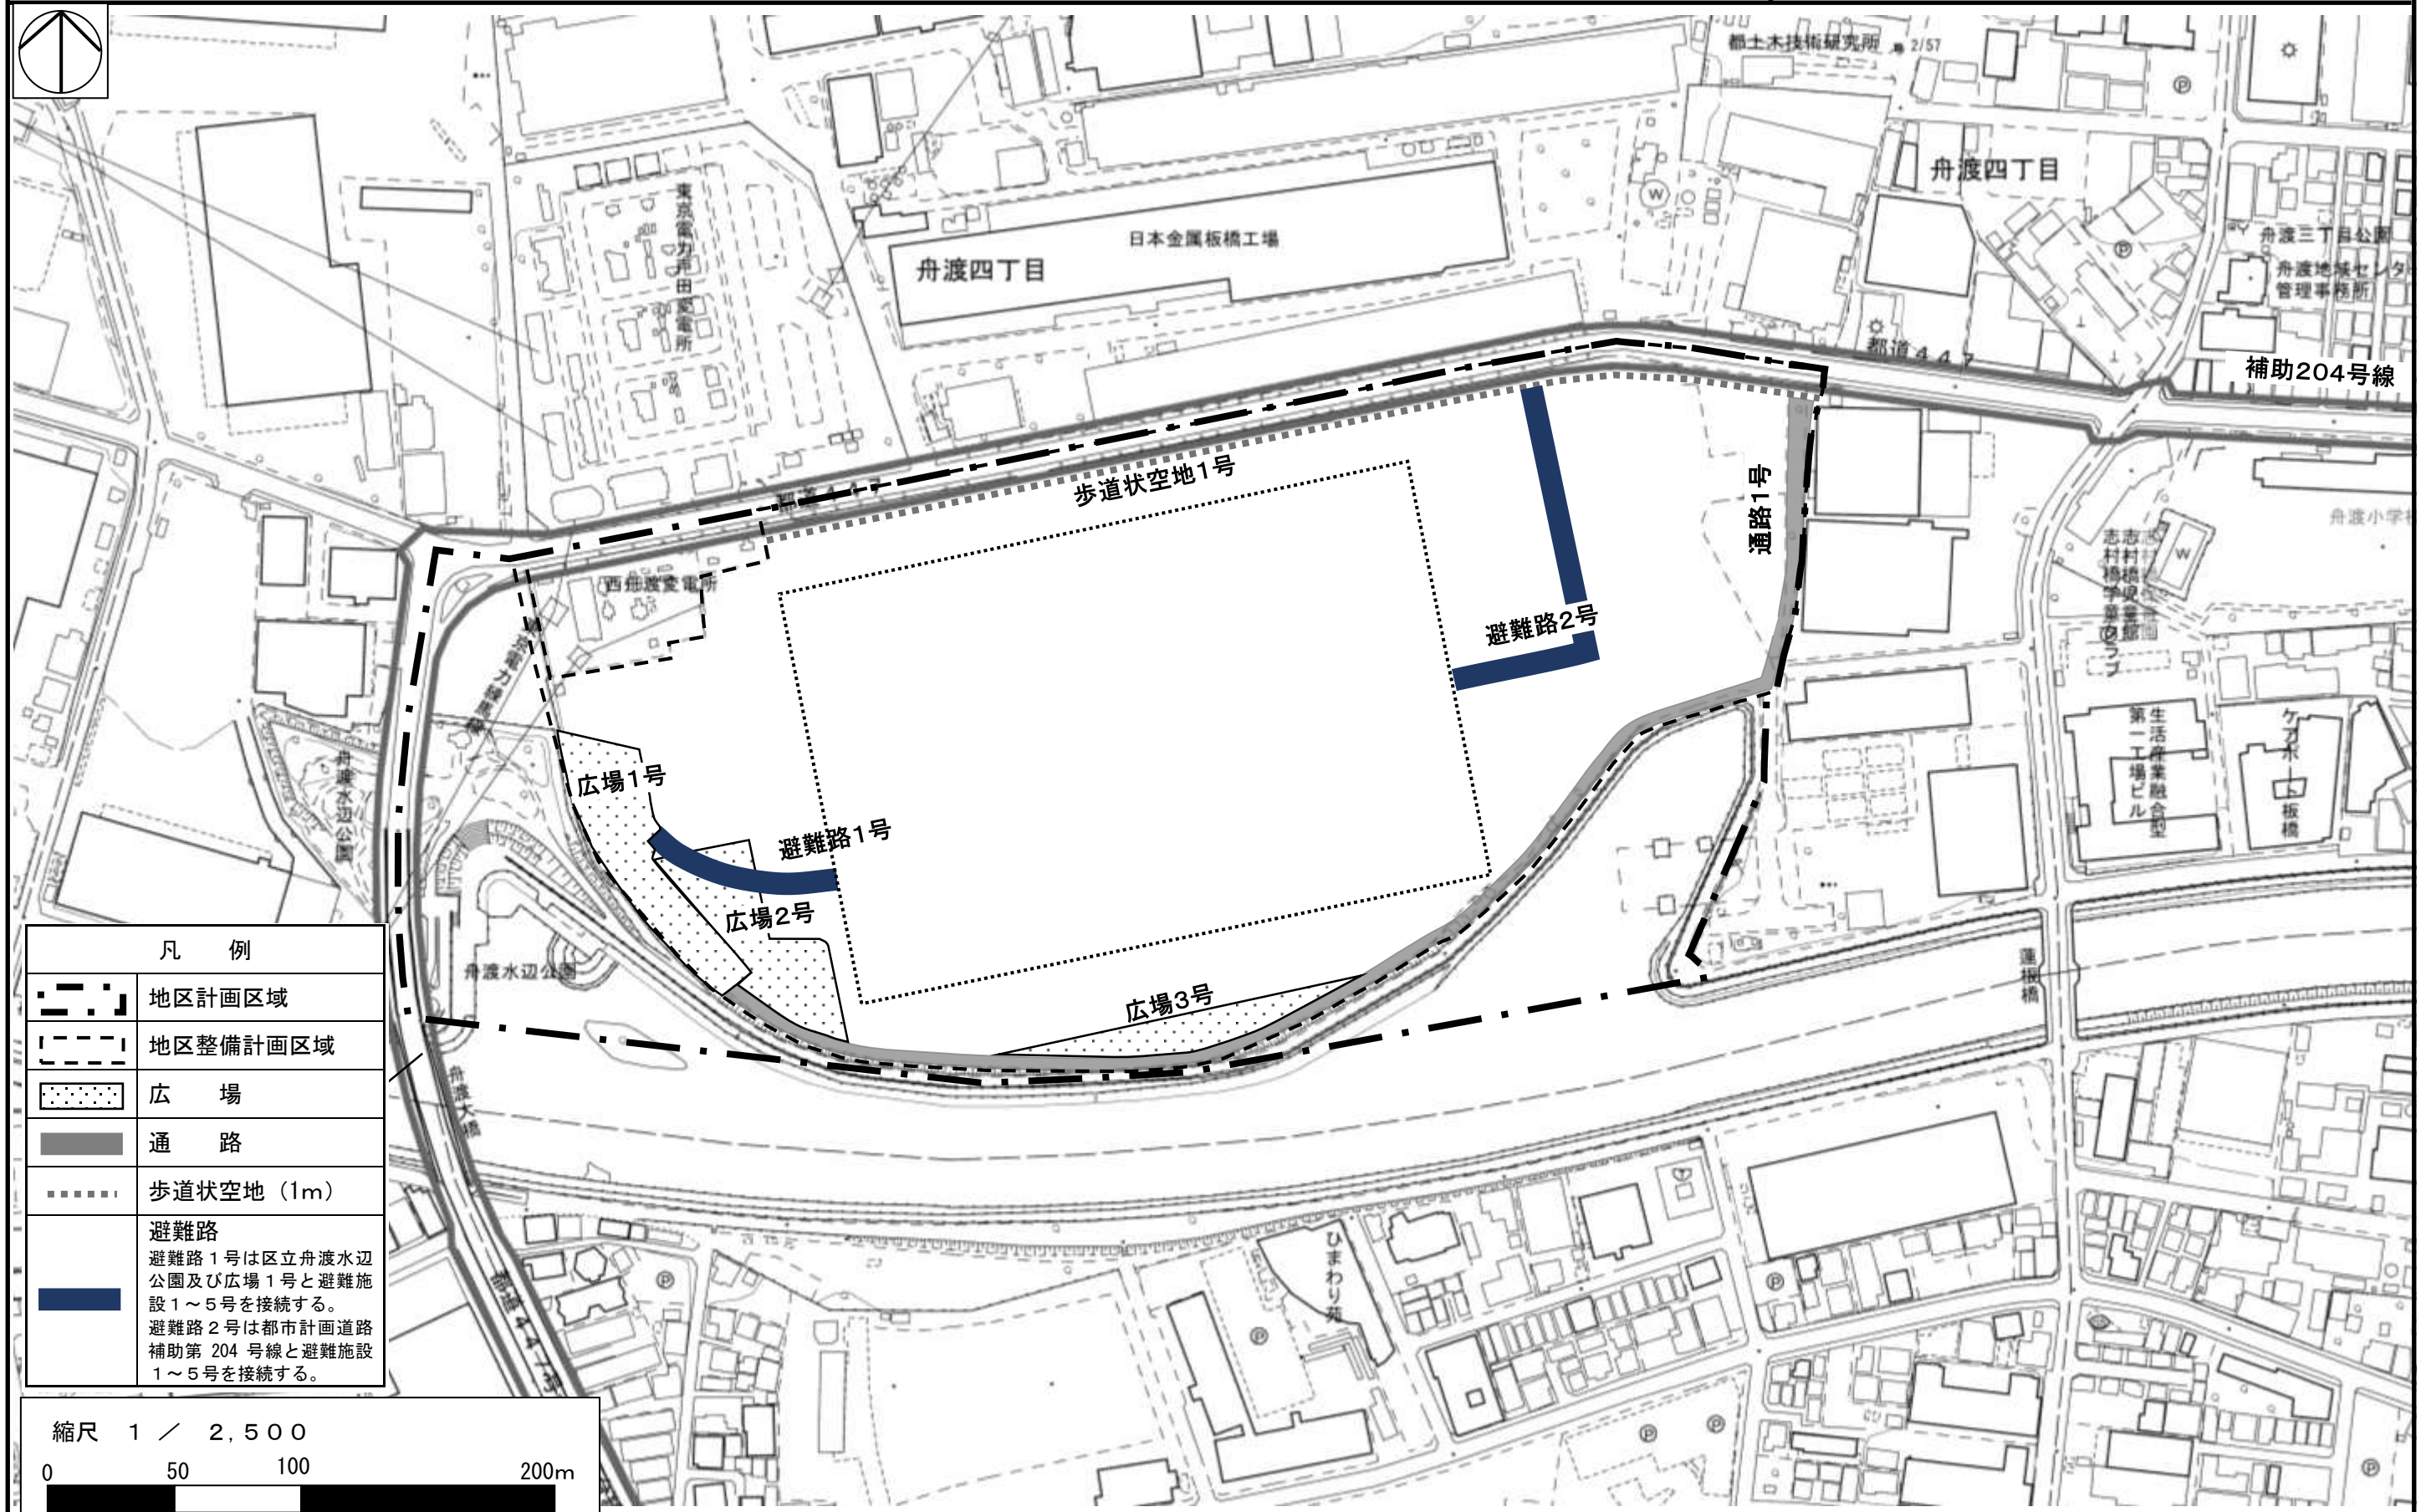 都土木技術研究所
2/57
舟渡四丁目
東京電力戸田変電所
日本金属板橋工場
舟渡四丁目
舟渡三丁目公園
舟渡地域センタ
管理事務所
都道447
補助204号線
歩道状空地1号
都道447
通路1号
舟渡小学校
西舟渡変電所
避難路2号
志村橋児童館
志村橋学童クラブ
W
W
生活産業融合型
第一工場ビル
ケアポート板橋
舟渡水辺公園
広場1号
避難路1号
広場2号
舟渡水辺公園
広場3号
蓮根橋
舟渡大橋
ひまわり苑
都道447号
凡 例
地区計画区域
地区整備計画区域
広 場
通 路
歩道状空地（1m）
避難路
避難路１号は区立舟渡水辺
公園及び広場１号と避難施
設１～５号を接続する。
避難路２号は都市計画道路
補助第 204 号線と避難施設
１～５号を接続する。
縮尺 １ ／ ２,５００
0 50 100 200m